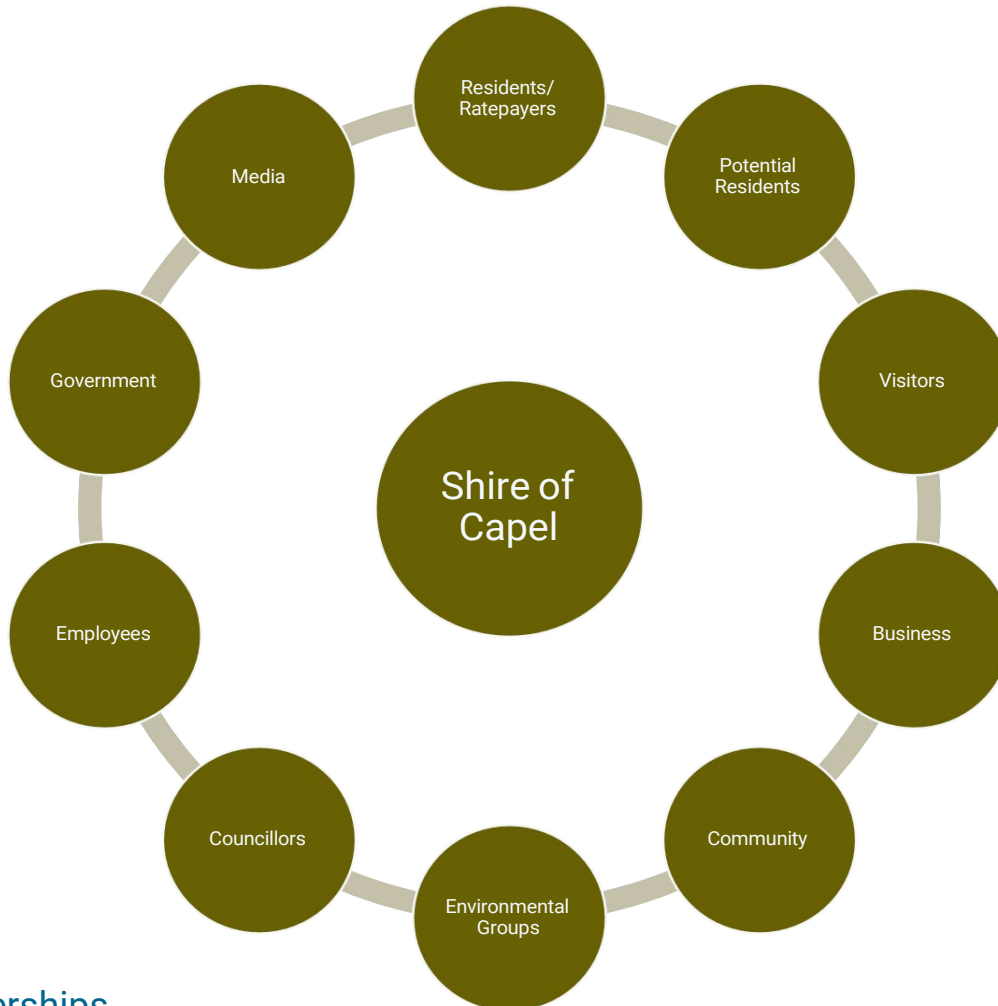 Residents/
Ratepayers
Potential
Residents
Media
Government
Visitors
Shire of
Capel
Employees
Business
Councillors
Community
Environmental
Groups